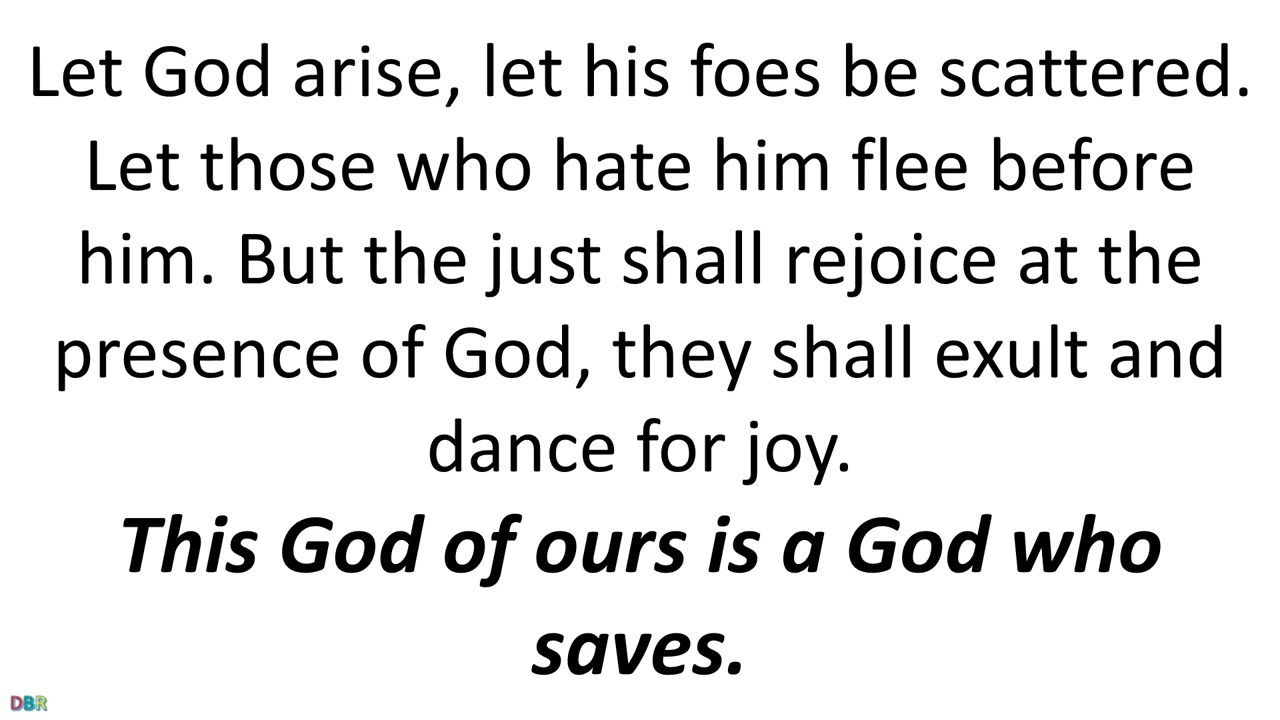 Let God arise, let his foes be scattered.
Let those who hate him flee before
him. But the just shall rejoice at the
presence of God, they shall exult and
dance for joy.
This God of ours is a God who
saves.
DBR